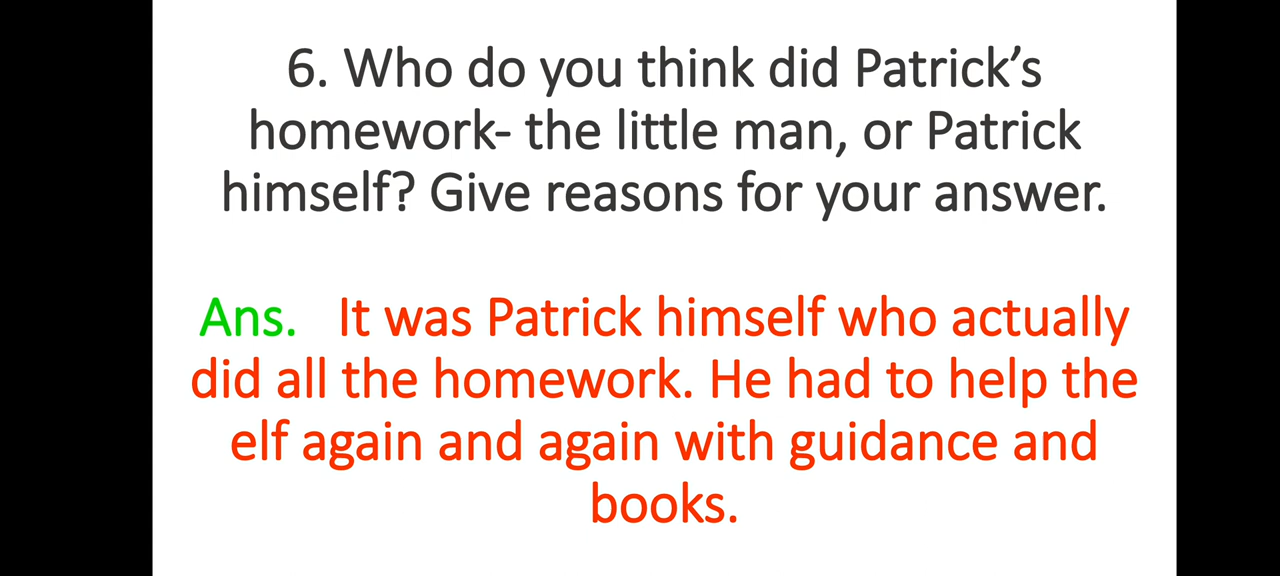 6. Who do you think did Patrick’s
homework- the little man, or Patrick
himself? Give reasons for your answer.
Ans. It was Patrick himself who actually
did all the homework. He had to help the
elf again and again with guidance and
books.